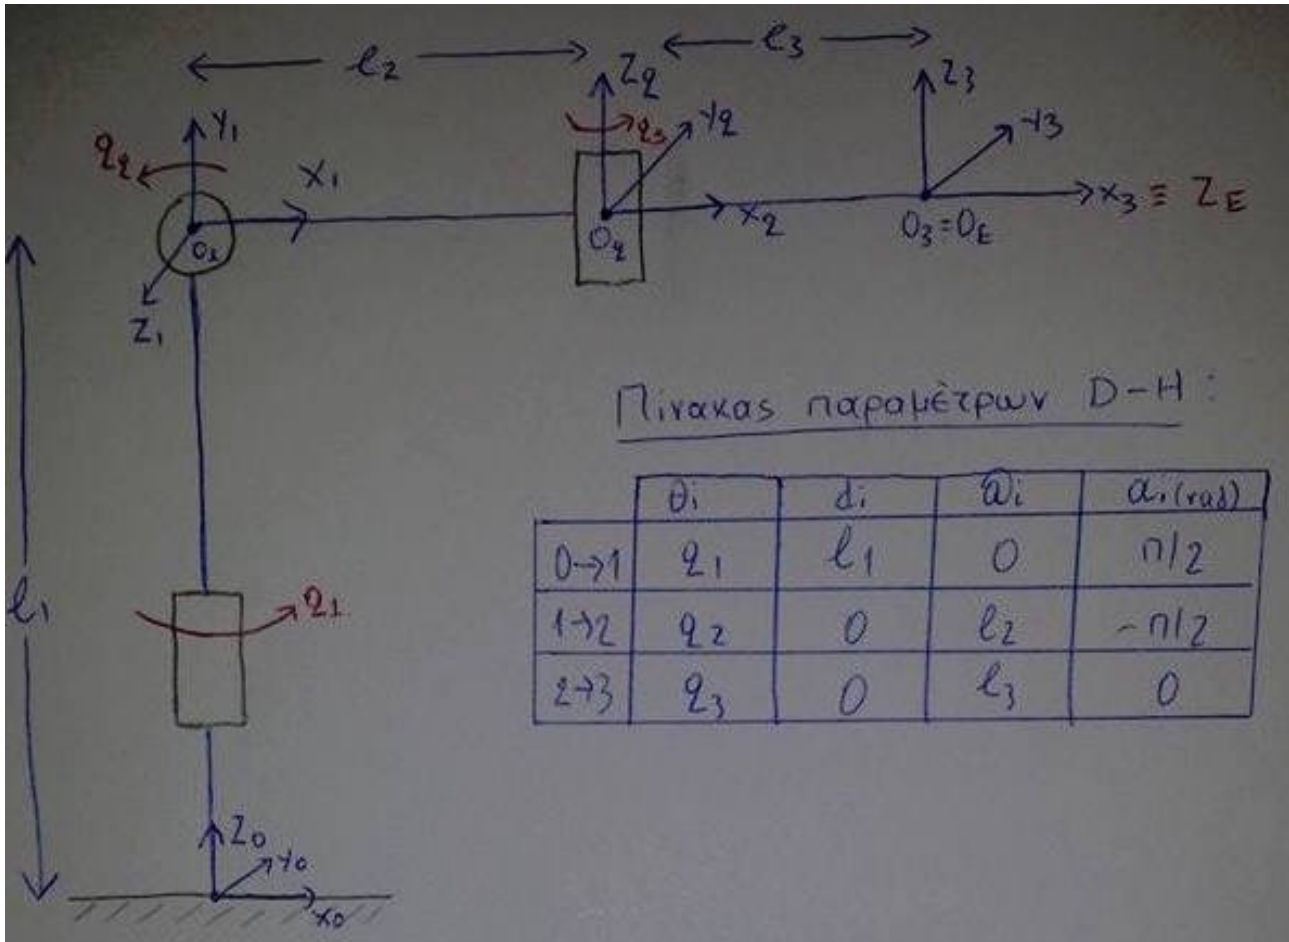 l2
l3
Z2
Z3
q2
Y1
q3
Y2
Y3
X1
X2
X3 ≡ ZE
O1
O2
O3=OE
Z1
Πίνακας παραμέτρων D-H:
θi di ai αi(rad)
0→1 q1 l1 0 π/2
1→2 q2 0 l2 -π/2
2→3 q3 0 l3 0
l1
q1
Z0
Y0
X0